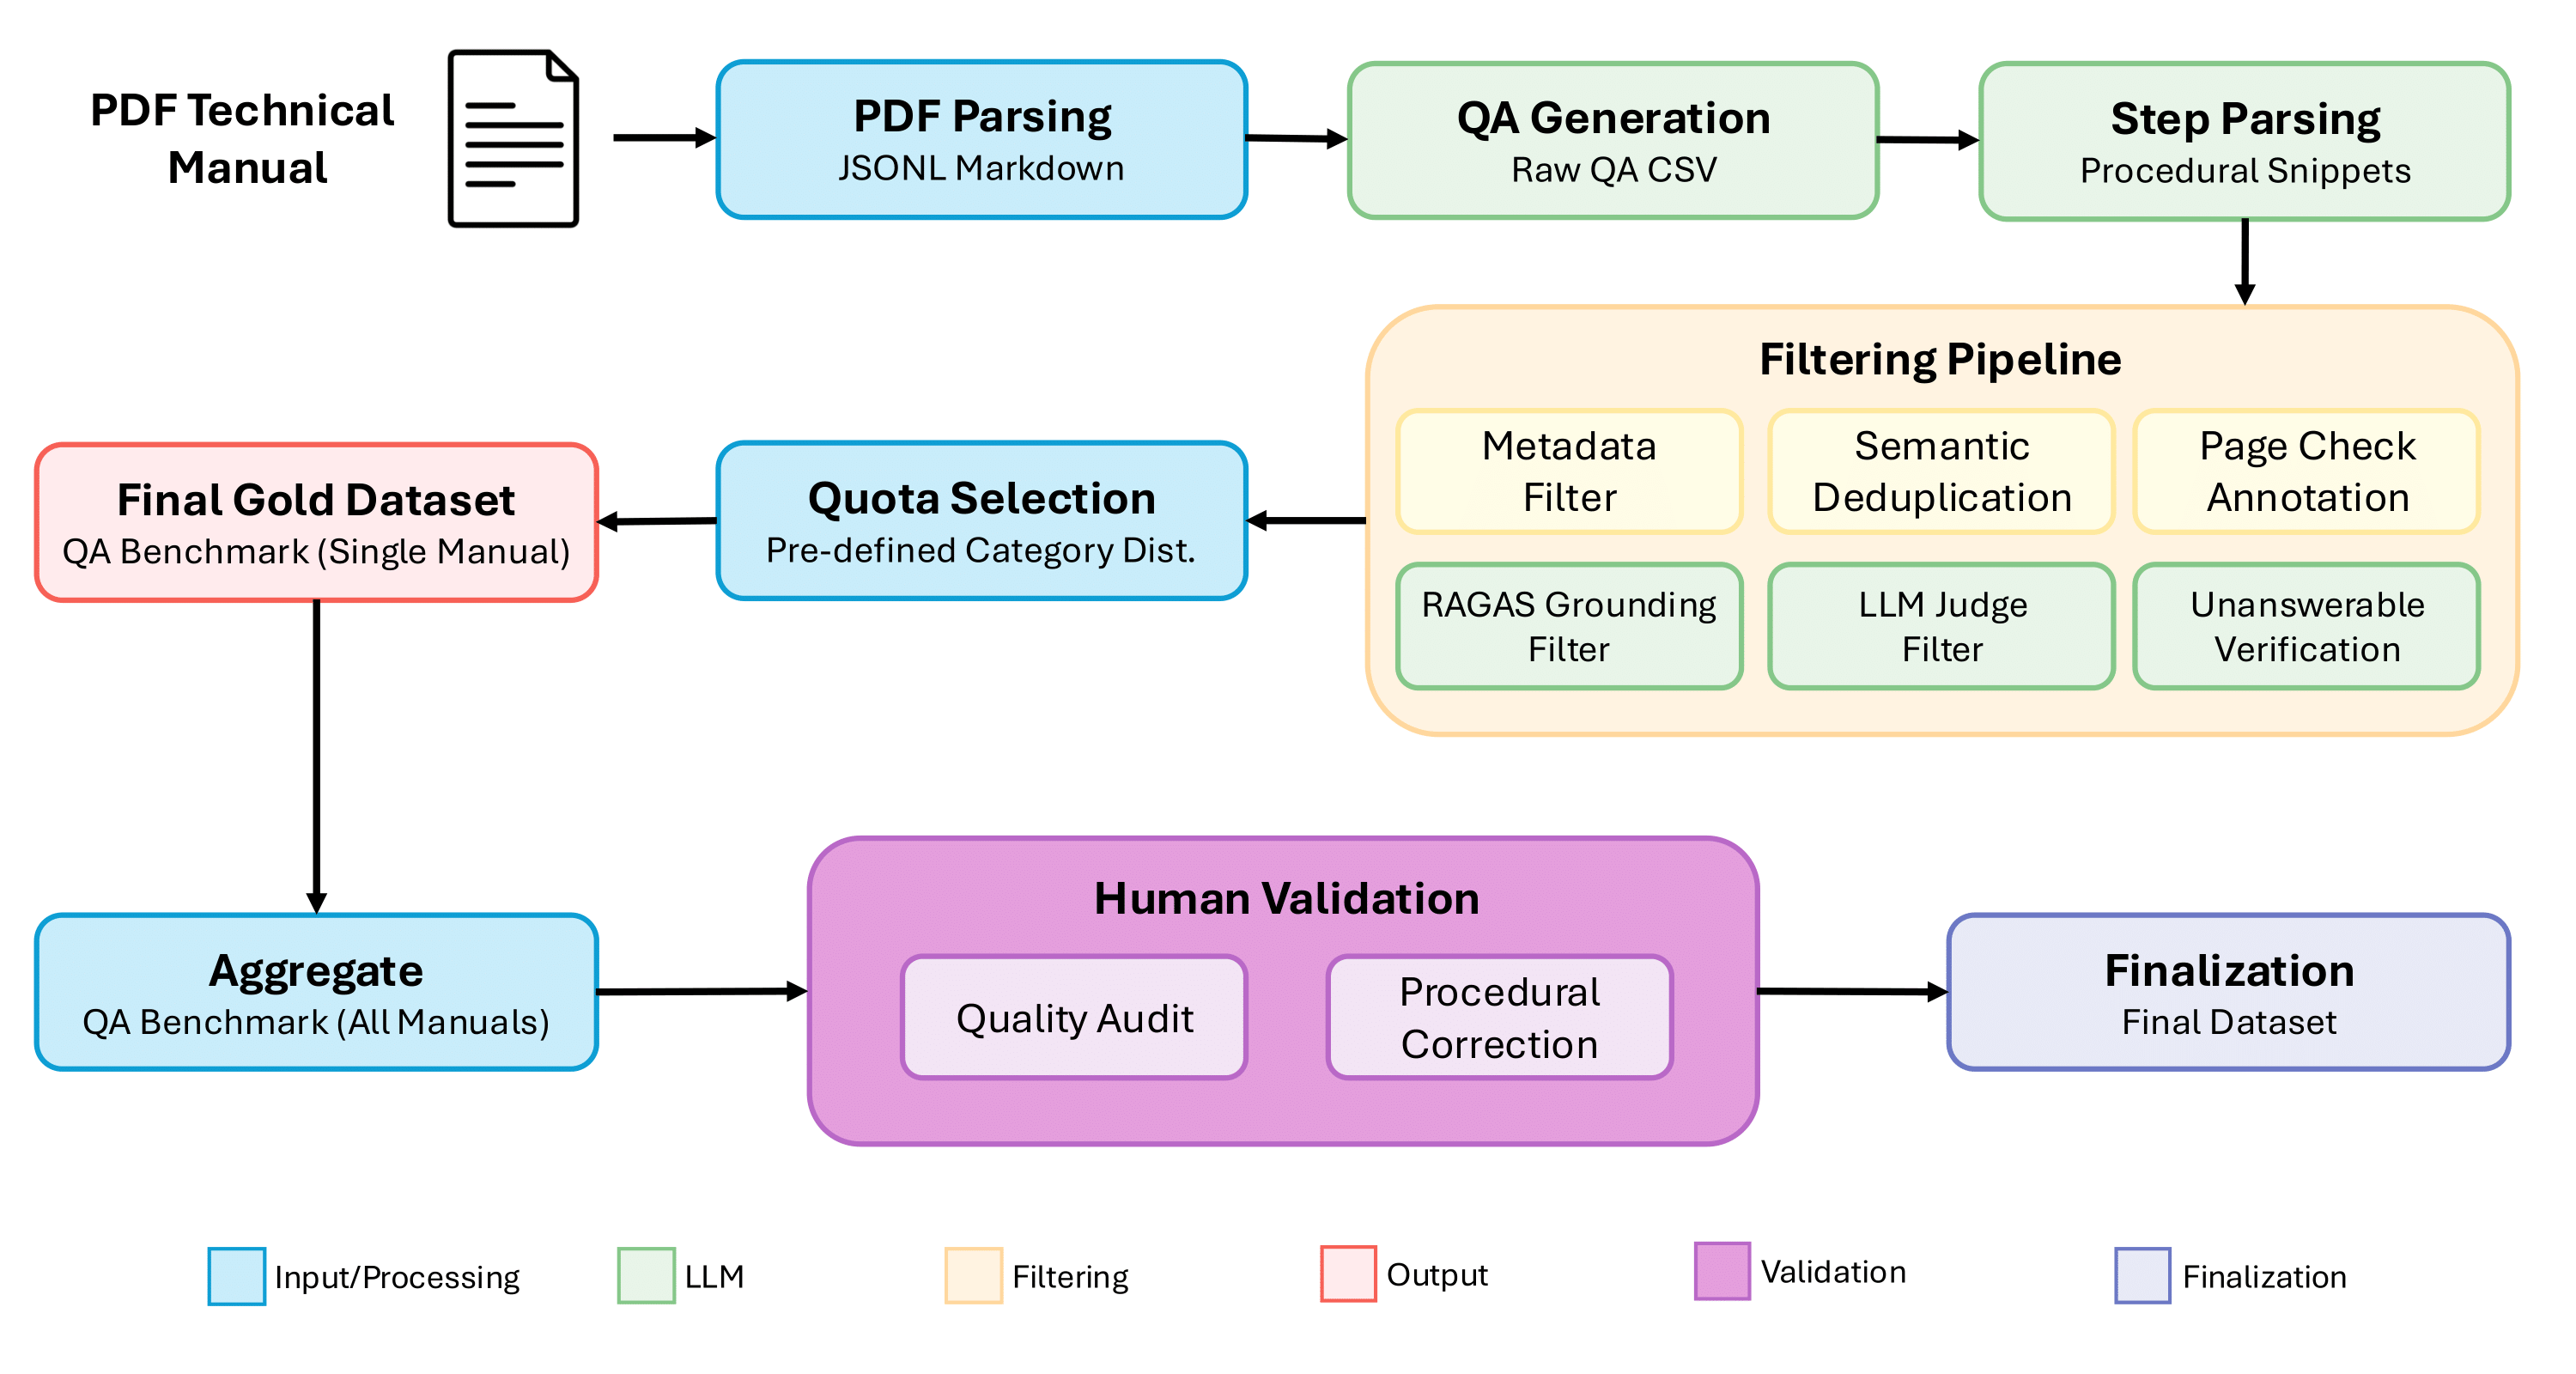 PDF Technical
Manual
PDF Parsing
JSONL Markdown
QA Generation
Raw QA CSV
Step Parsing
Procedural Snippets
Filtering Pipeline
Metadata
Filter
Semantic
Deduplication
Page Check
Annotation
RAGAS Grounding
Filter
LLM Judge
Filter
Unanswerable
Verification
Quota Selection
Pre-defined Category Dist.
Final Gold Dataset
QA Benchmark (Single Manual)
Aggregate
QA Benchmark (All Manuals)
Human Validation
Quality Audit
Procedural
Correction
Finalization
Final Dataset
Input/Processing
LLM
Filtering
Output
Validation
Finalization